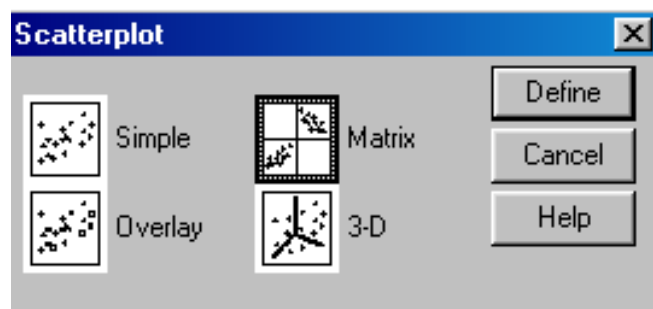 Scatterplot
Simple
Matrix
Overlay
3-D
Define
Cancel
Help